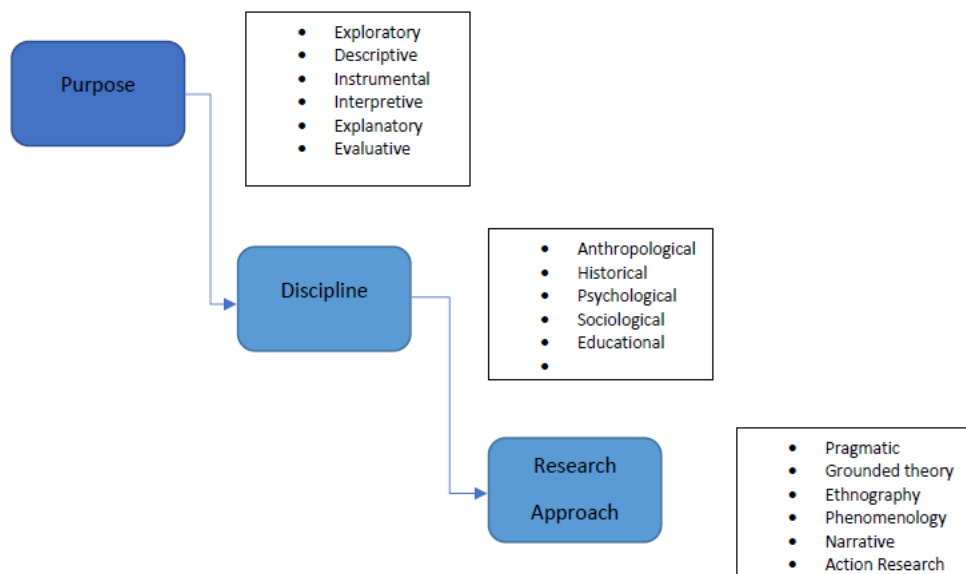 Purpose
• Exploratory
• Descriptive
• Instrumental
• Interpretive
• Explanatory
• Evaluative
Discipline
• Anthropological
• Historical
• Psychological
• Sociological
• Educational
•
Research
Approach
• Pragmatic
• Grounded theory
• Ethnography
• Phenomenology
• Narrative
• Action Research